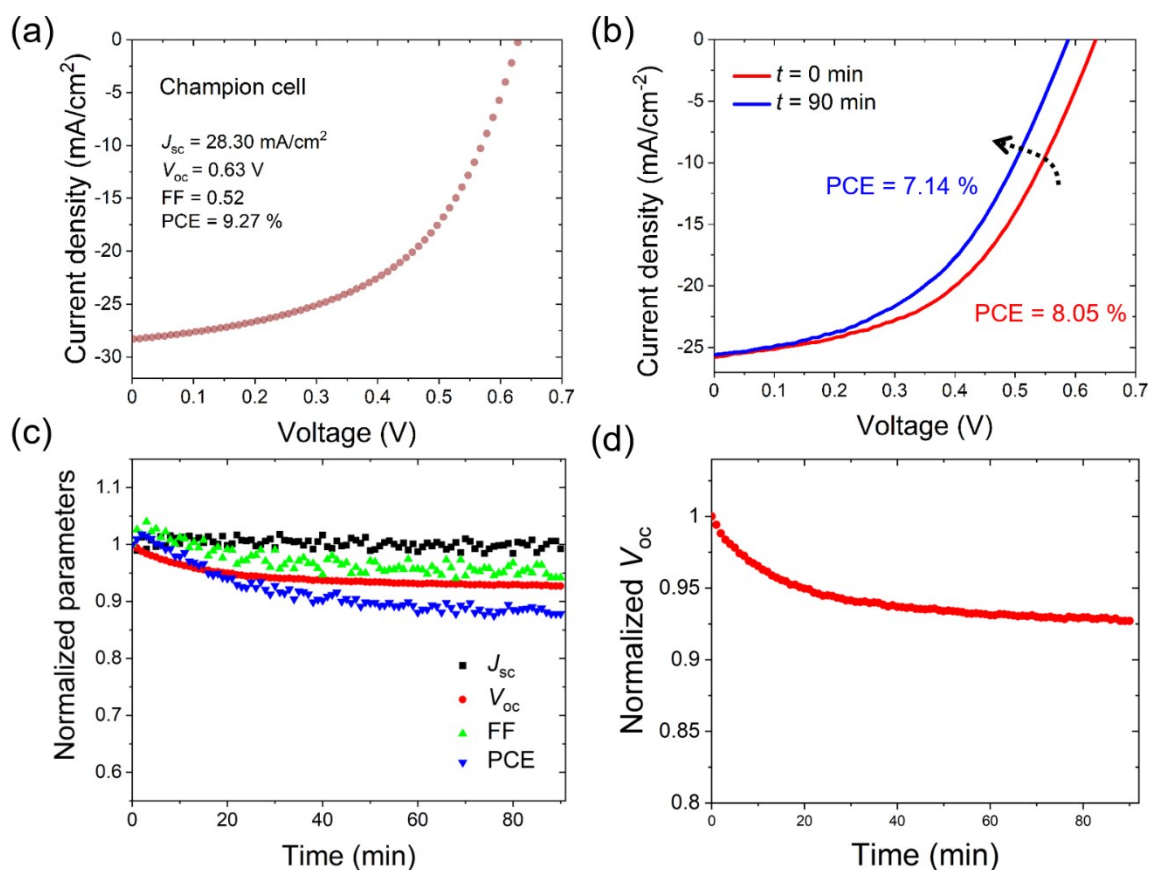 (a)
0
-5
-10
-15
-20
-25
-30
Current density (mA/cm²)
Champion cell
Jsc = 28.30 mA/cm²
Voc = 0.63 V
FF = 0.52
PCE = 9.27 %
0 0.1 0.2 0.3 0.4 0.5 0.6 0.7
Voltage (V)
(b)
0
-5
-10
-15
-20
-25
Current density (mA/cm⁻²)
t = 0 min
t = 90 min
PCE = 7.14 %
PCE = 8.05 %
0 0.1 0.2 0.3 0.4 0.5 0.6 0.7
Voltage (V)
(c)
1.1
1
0.9
0.8
0.7
0.6
Normalized parameters
Jsc
Voc
FF
PCE
0 20 40 60 80
Time (min)
(d)
1
0.95
0.9
0.85
0.8
Normalized Voc
0 20 40 60 80
Time (min)